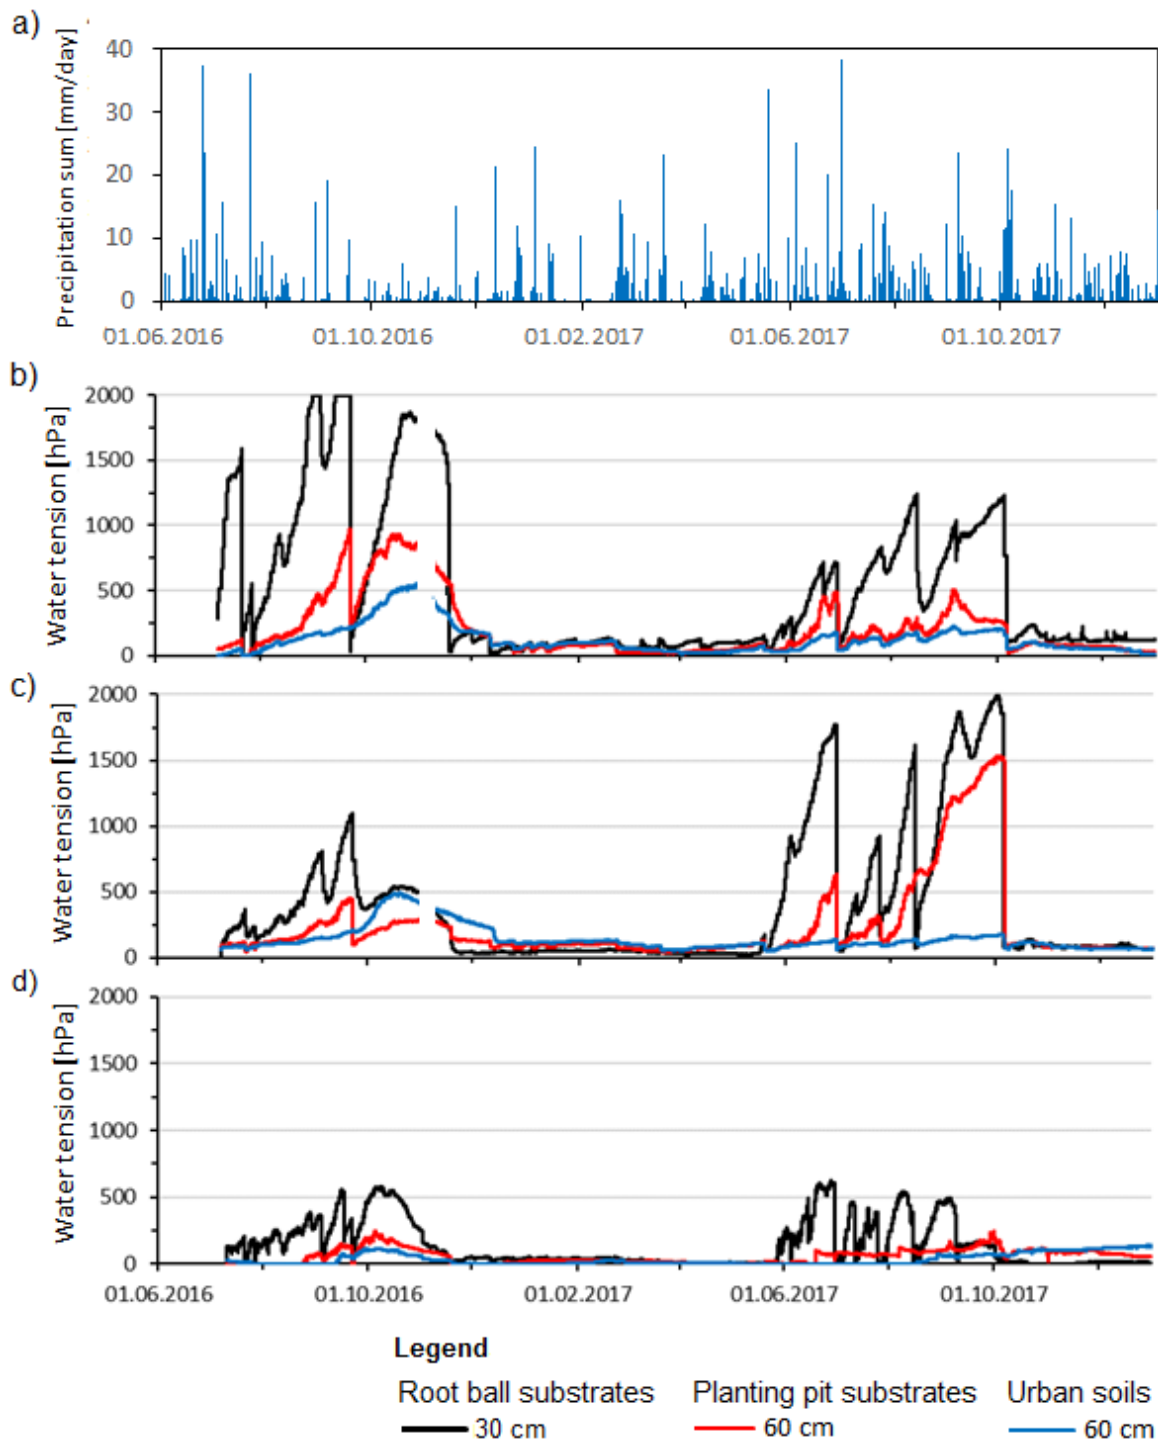 a)
Precipitation sum [mm/day]
40
30
20
10
0
01.06.2016 01.10.2016 01.02.2017 01.06.2017 01.10.2017
b)
Water tension [hPa]
2000
1500
1000
500
0
c)
Water tension [hPa]
2000
1500
1000
500
0
d)
Water tension [hPa]
2000
1500
1000
500
0
01.06.2016 01.10.2016 01.02.2017 01.06.2017 01.10.2017
Legend
Root ball substrates Planting pit substrates Urban soils
30 cm 60 cm 60 cm